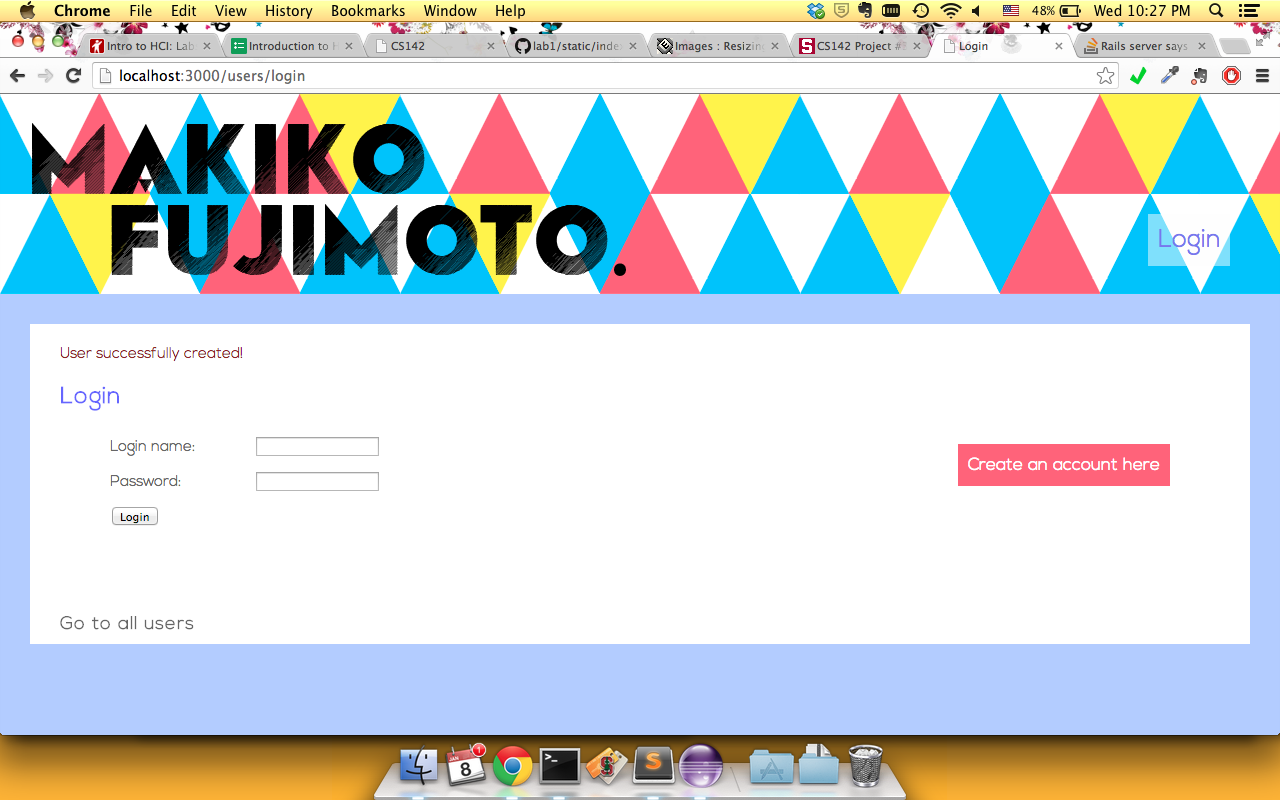 Chrome File Edit View History Bookmarks Window Help 48% Wed 10:27 PM
Intro to HCI: Lab Introduction to H CS142 lab1/static/inde Images : Resizin CS142 Project # Login Rails server says
localhost:3000/users/login
MAKIKO
FUJIMOTO.
Login
User successfully created!
Login
Login name:
Create an account here
Password:
Login
Go to all users
JAN
8
1
>_
S
S